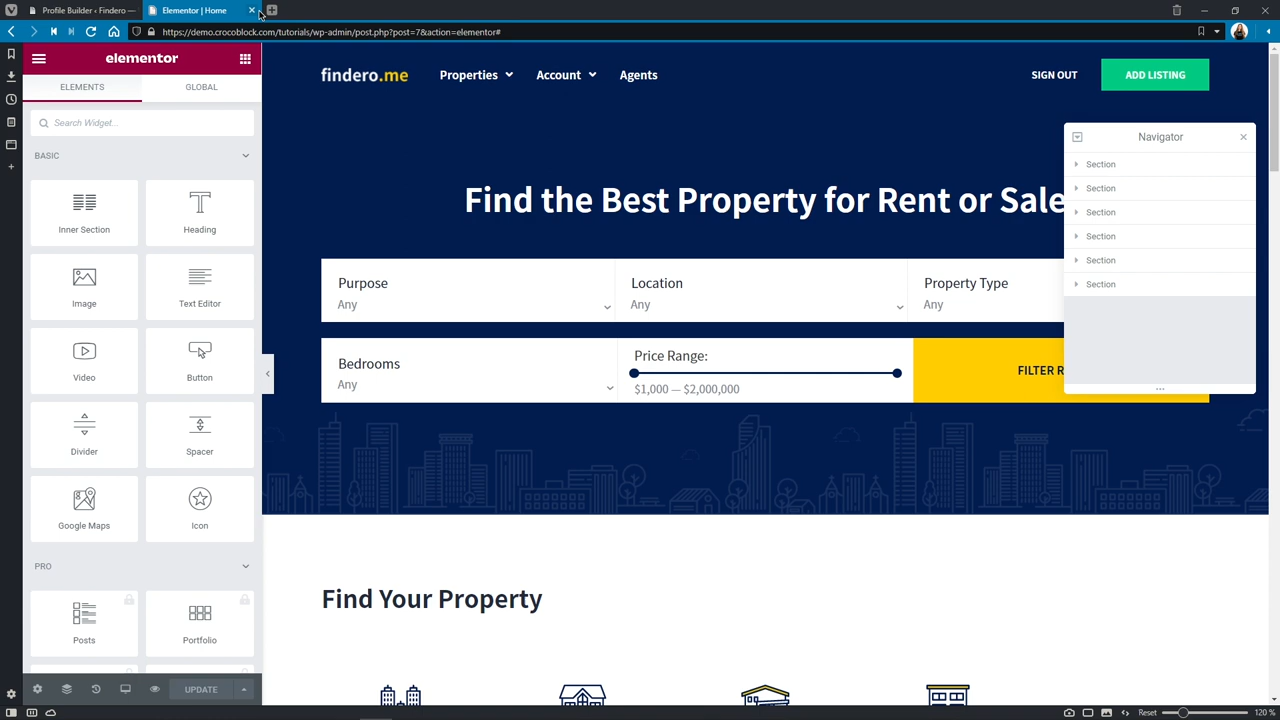 Profile Builder ‹ Findero —
Elementor | Home
https://demo.crocoblock.com/tutorials/wp-admin/post.php?post=7&action=elementor#
elementor
ELEMENTS
GLOBAL
Search Widget...
BASIC
Inner Section
Heading
Image
Text Editor
Video
Button
Divider
Spacer
Google Maps
Icon
PRO
Posts
Portfolio
UPDATE
findero.me
Properties
Account
Agents
SIGN OUT
ADD LISTING
Find the Best Property for Rent or Sale
Purpose
Any
Location
Any
Property Type
Any
Bedrooms
Any
Price Range:
$1,000 — $2,000,000
FILTER R
Navigator
Section
Section
Section
Section
Section
Section
Find Your Property
Reset
120 %